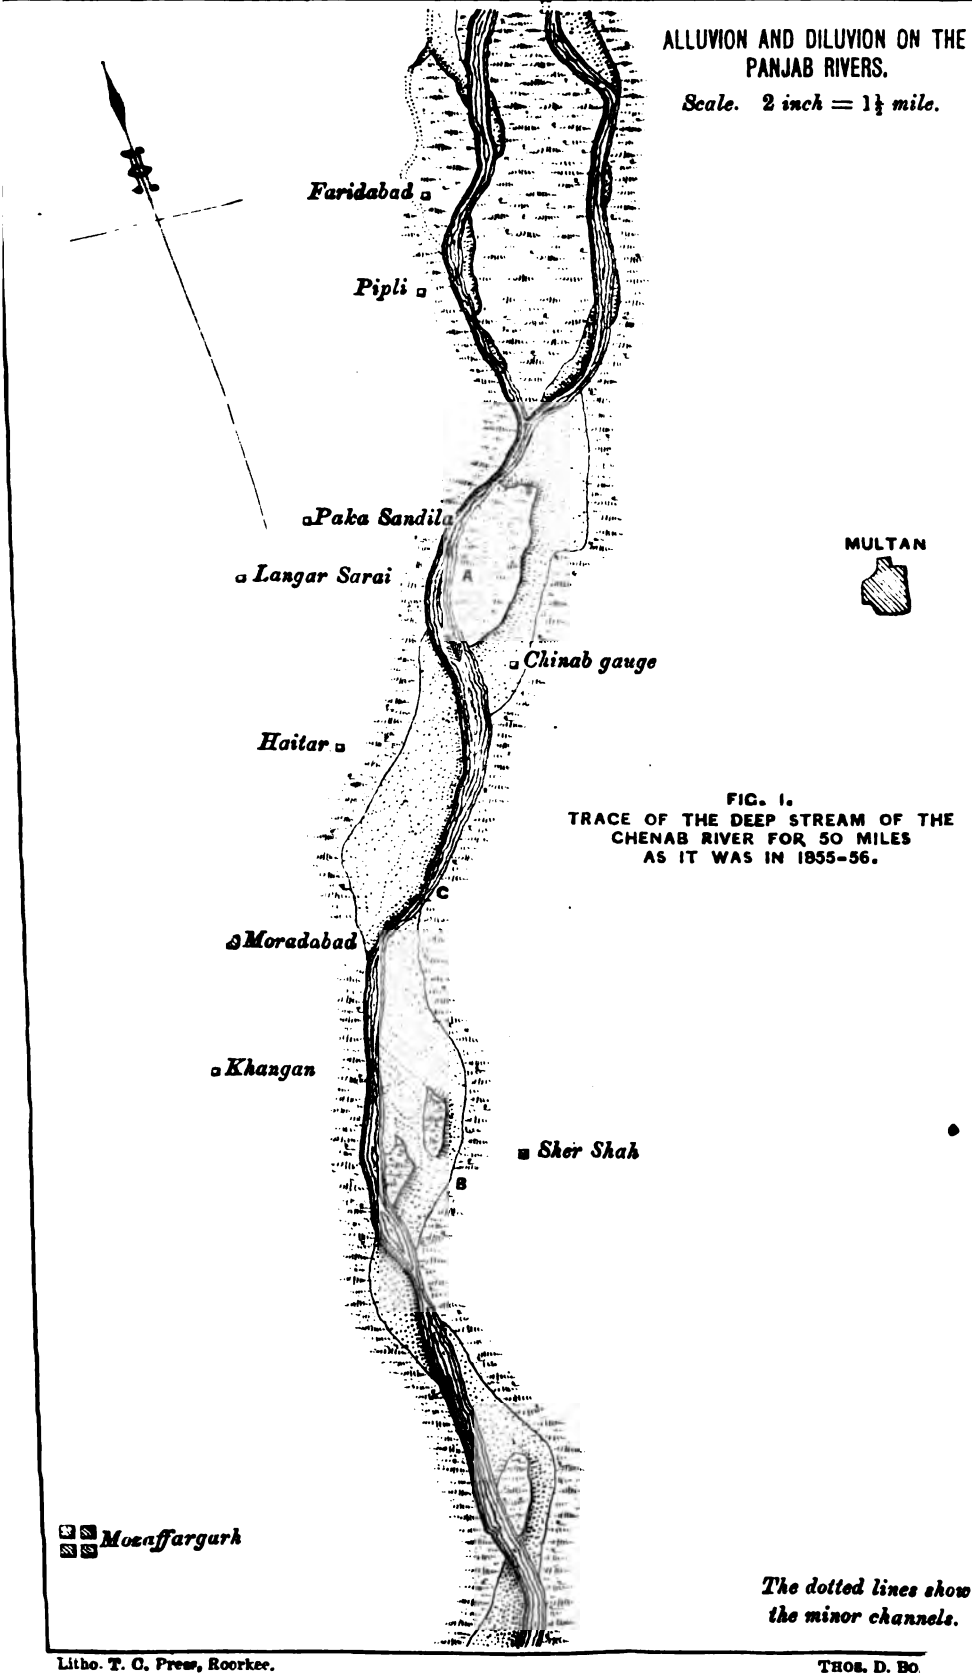 ALLUVION AND DILUVION ON THE
PANJAB RIVERS.
Scale. 2 inch = 1½ mile.
Faridabad
Pipli
Paka Sandila
MULTAN
Langar Sarai
A
Chinab gauge
Haitar
FIG. 1.
TRACE OF THE DEEP STREAM OF THE
CHENAB RIVER FOR 50 MILES
AS IT WAS IN 1855-56.
C
Moradabad
Khangan
Sher Shah
B
Mozaffargurh
The dotted lines show
the minor channels.
Litho. T. C. Press, Roorkee.
THOS. D. BO